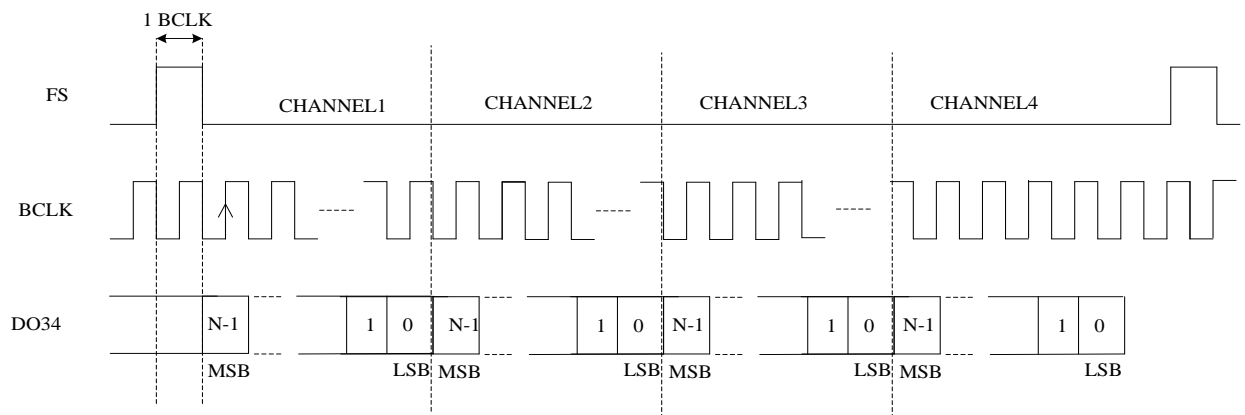 1 BCLK
FS
CHANNEL1 CHANNEL2 CHANNEL3 CHANNEL4
BCLK
DO34
N-1 1 0 N-1 1 0 N-1 1 0 N-1 1 0
MSB LSB MSB LSB MSB LSB MSB LSB